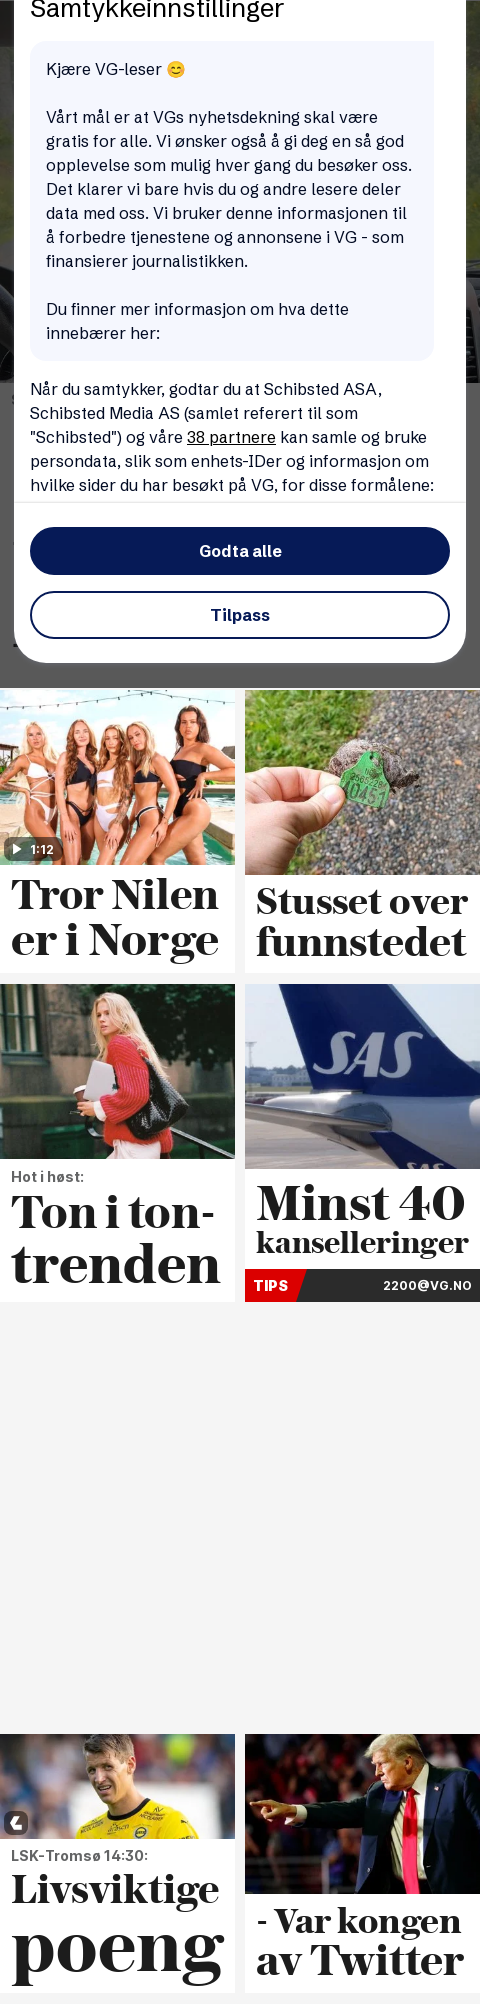 Samtykkeinnstillinger
Kjære VG-leser 😊
Vårt mål er at VGs nyhetsdekning skal være
gratis for alle. Vi ønsker også å gi deg en så god
opplevelse som mulig hver gang du besøker oss.
Det klarer vi bare hvis du og andre lesere deler
data med oss. Vi bruker denne informasjonen til
å forbedre tjenestene og annonsene i VG - som
finansierer journalistikken.
Du finner mer informasjon om hva dette
innebærer her:
Når du samtykker, godtar du at Schibsted ASA,
Schibsted Media AS (samlet referert til som
"Schibsted") og våre 38 partnere kan samle og bruke
persondata, slik som enhets-IDer og informasjon om
hvilke sider du har besøkt på VG, for disse formålene:
Godta alle
Tilpass
1:12
Tror Nilen
er i Norge
Stusset over
funnstedet
Hot i høst:
Ton i ton-
trenden
SAS
SAS
Minst 40
kanselleringer
TIPS
2200@VG.NO
LSK-Tromsø 14:30:
Livsviktige
poeng
- Var kongen
av Twitter